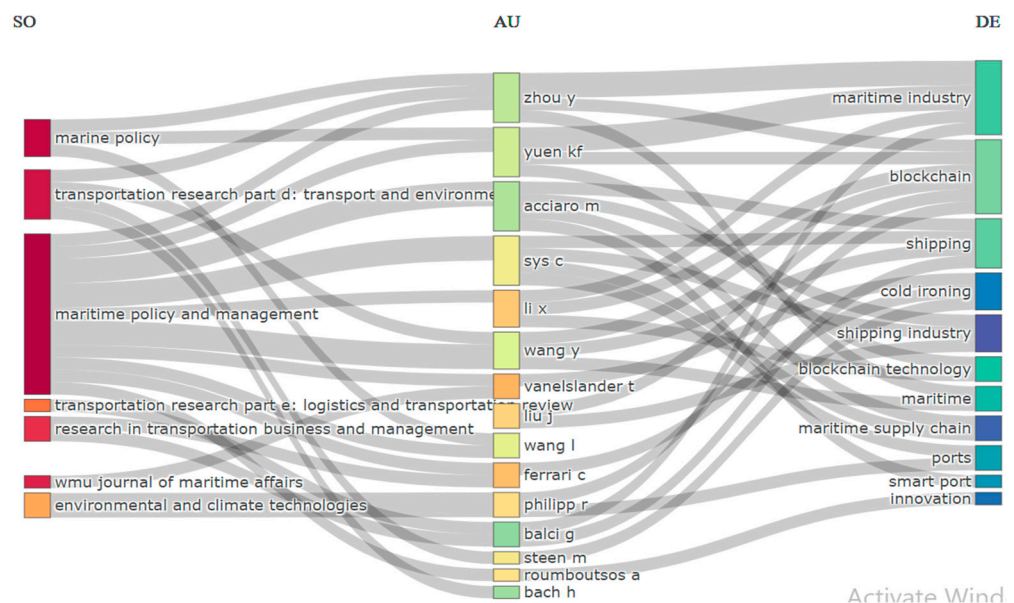 SO AU DE
marine policy
transportation research part d: transport and environme
maritime policy and management
transportation research part e: logistics and transportation review
research in transportation business and management
wmu journal of maritime affairs
environmental and climate technologies
zhou y
yuen kf
acciaro m
sys c
li x
wang y
vanelslander t
liu j
wang l
ferrari c
philipp r
balci g
steen m
roumboutsos a
bach h
maritime industry
blockchain
shipping
cold ironing
shipping industry
blockchain technology
maritime
maritime supply chain
ports
smart port
innovation
Activate Wind